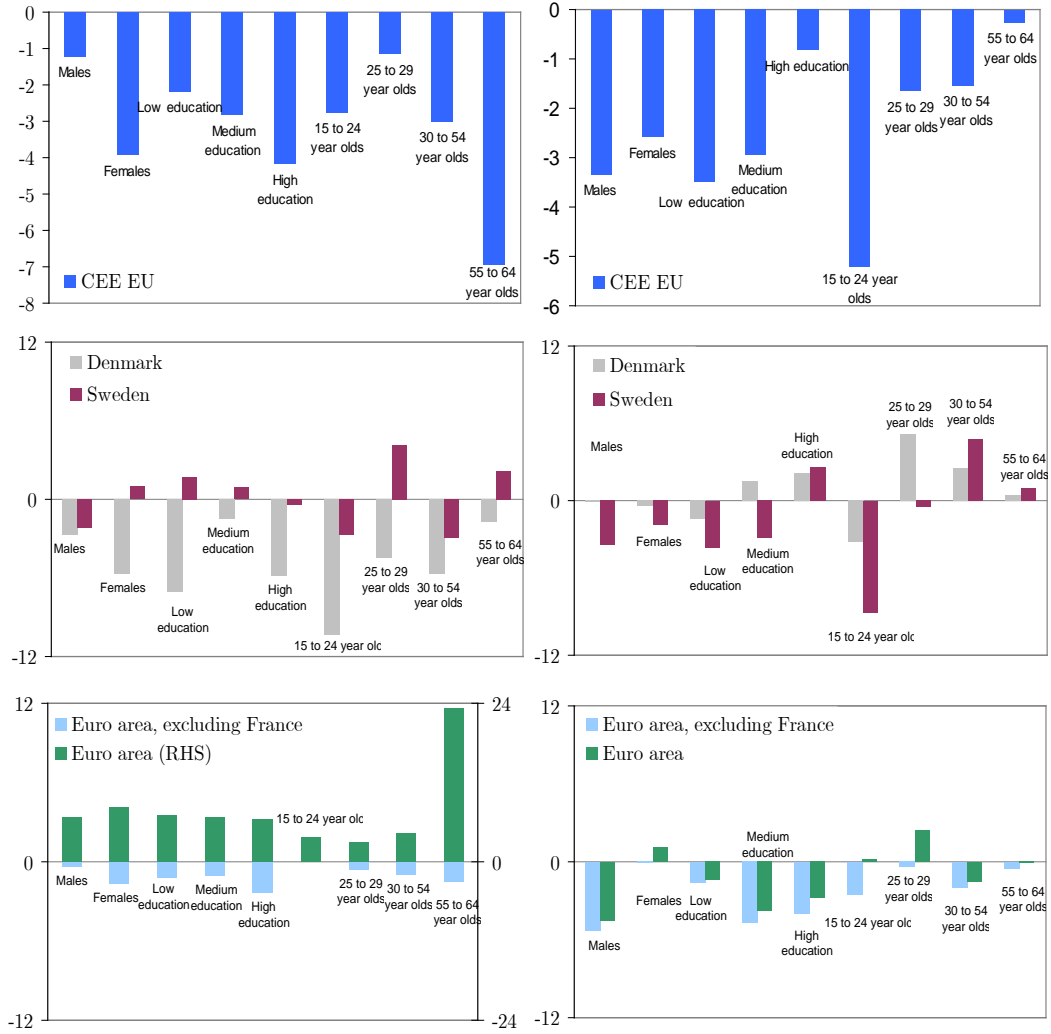 0
-1
-2
-3
-4
-5
-6
-7
-8
Males
Females
Low education
Medium
education
High
education
15 to 24
year olds
25 to 29
year olds
30 to 54
year olds
55 to 64
year olds
CEE EU
0
-1
-2
-3
-4
-5
-6
Males
Females
Low education
Medium
education
High education
15 to 24 year
olds
25 to 29
year olds
30 to 54
year olds
55 to 64
year olds
CEE EU
12
0
-12
Denmark
Sweden
Males
Females
Low
education
Medium
education
High
education
15 to 24 year olc
25 to 29
year olds
30 to 54
year olds
55 to 64
year olds
12
0
-12
Denmark
Sweden
Males
Females
Low
education
Medium
education
High
education
15 to 24 year olc
25 to 29
year olds
30 to 54
year olds
55 to 64
year olds
12
0
-12
24
0
-24
Euro area, excluding France
Euro area (RHS)
Males
Females
Low
education
Medium
education
High
education
15 to 24 year olc
25 to 29
year olds
30 to 54
year olds
55 to 64
year olds
12
0
-12
Euro area, excluding France
Euro area
Males
Females
Low
education
Medium
education
High
education
15 to 24 year olc
25 to 29
year olds
30 to 54
year olds
55 to 64
year olds